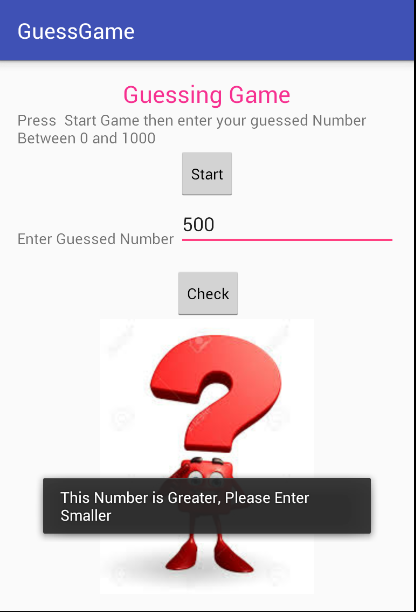 GuessGame
Guessing Game
Press  Start Game then enter your guessed Number
Between 0 and 1000
Start
500
Enter Guessed Number
Check
This Number is Greater, Please Enter
Smaller